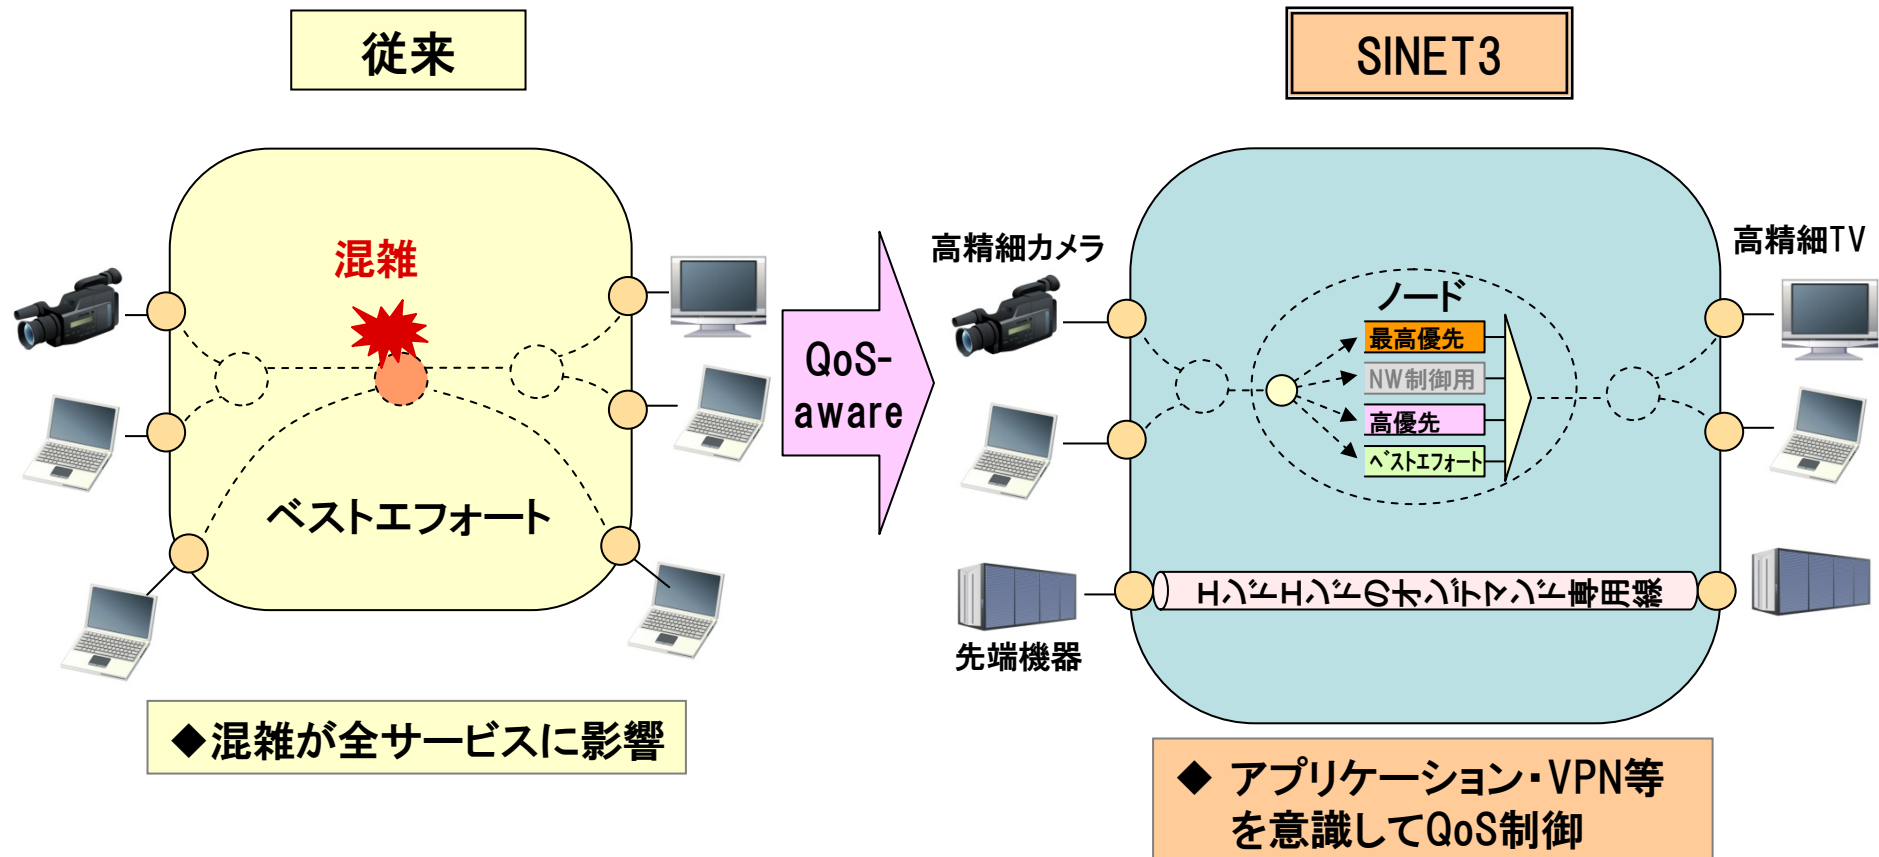 従来
SINET3
混雑
ベストエフォート
◆混雑が全サービスに影響
QoS-
aware
高精細カメラ
高精細TV
ノード
最高優先
NW制御用
高優先
ﾍﾞｽﾄｴﾌｫｰﾄ
エンドエンドのオンデマンド専用線
先端機器
◆ アプリケーション・VPN等
を意識してQoS制御